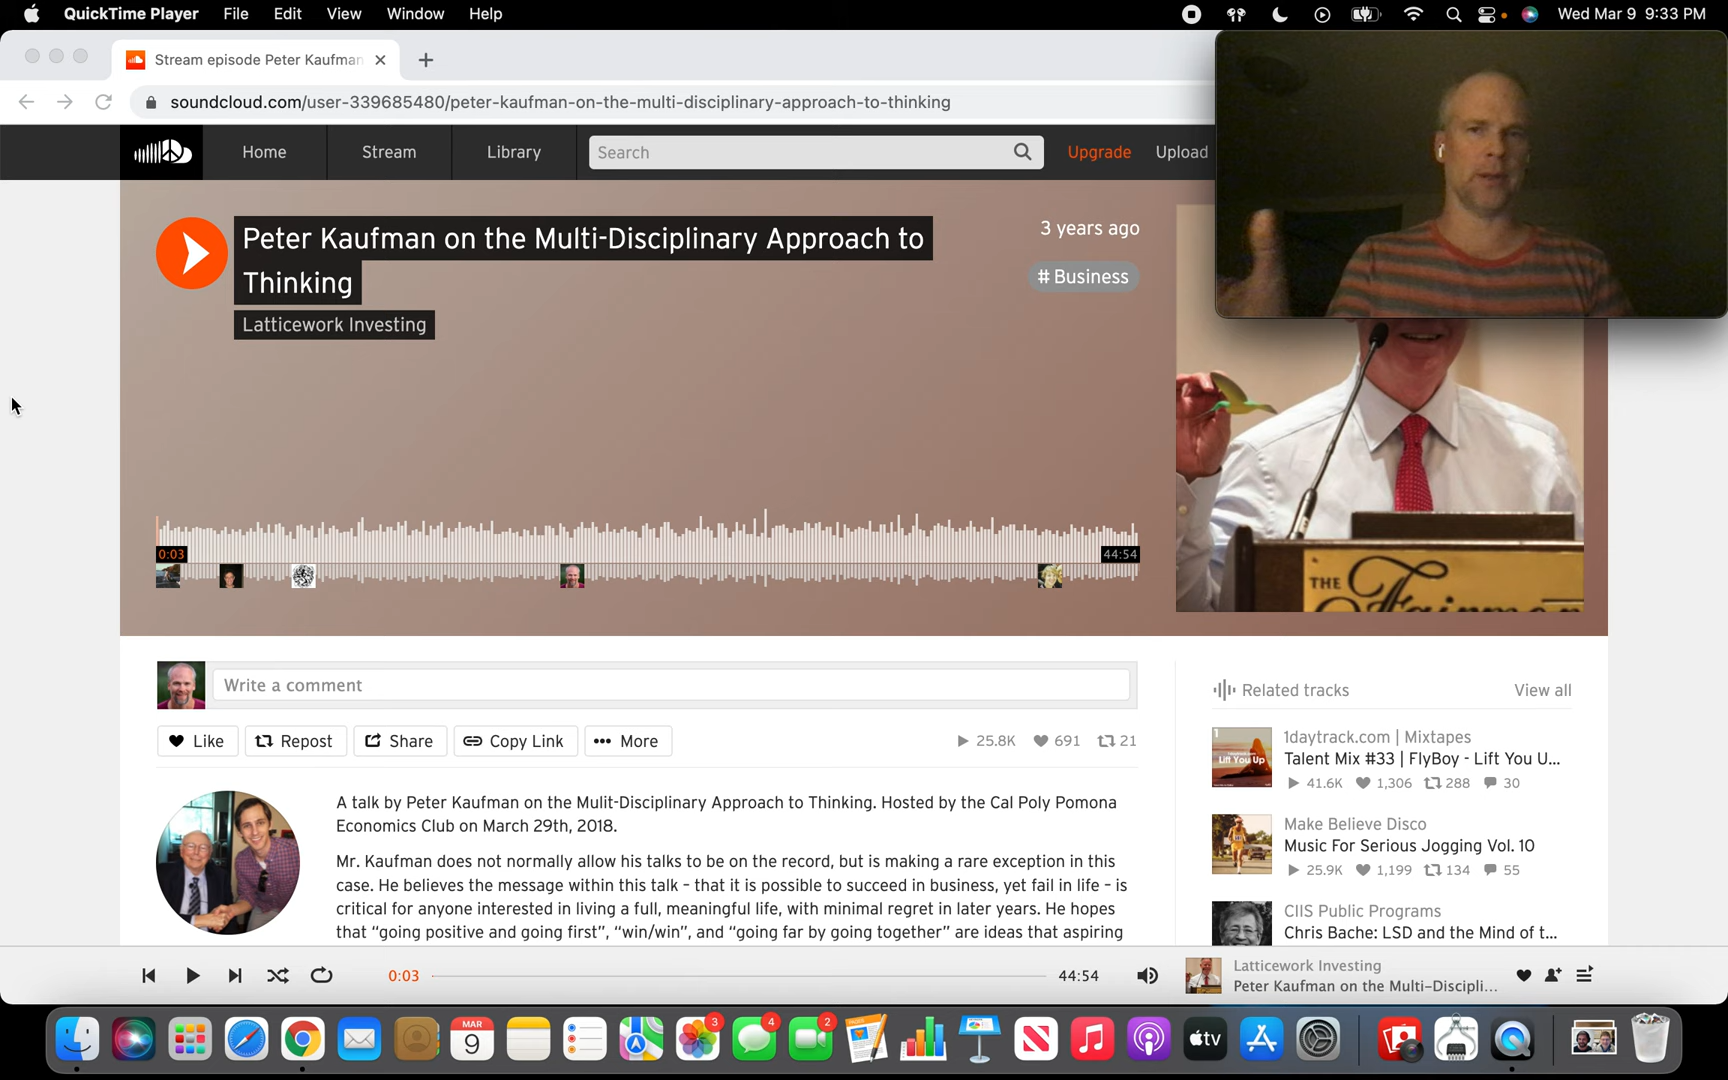 QuickTime Player File Edit View Window Help Wed Mar 9 9:33 PM
Stream episode Peter Kaufman
soundcloud.com/user-339685480/peter-kaufman-on-the-multi-disciplinary-approach-to-thinking
Home Stream Library Search Upgrade Upload
Peter Kaufman on the Multi-Disciplinary Approach to
Thinking
Latticework Investing
3 years ago
# Business
0:03
44:54
THE
Fairmont
Write a comment
Like Repost Share Copy Link More 25.8K 691 21
A talk by Peter Kaufman on the Mulit-Disciplinary Approach to Thinking. Hosted by the Cal Poly Pomona
Economics Club on March 29th, 2018.
Mr. Kaufman does not normally allow his talks to be on the record, but is making a rare exception in this
case. He believes the message within this talk - that it is possible to succeed in business, yet fail in life - is
critical for anyone interested in living a full, meaningful life, with minimal regret in later years. He hopes
that “going positive and going first”, “win/win”, and “going far by going together” are ideas that aspiring
Related tracks View all
1daytrack.com | Mixtapes
Talent Mix #33 | FlyBoy - Lift You U...
41.6K 1,306 288 30
Lift You Up
Make Believe Disco
Music For Serious Jogging Vol. 10
25.9K 1,199 134 55
CIIS Public Programs
Chris Bache: LSD and the Mind of t...
0:03 44:54
Latticework Investing
Peter Kaufman on the Multi-Discipli...
MAR
9
3
4
2
tv